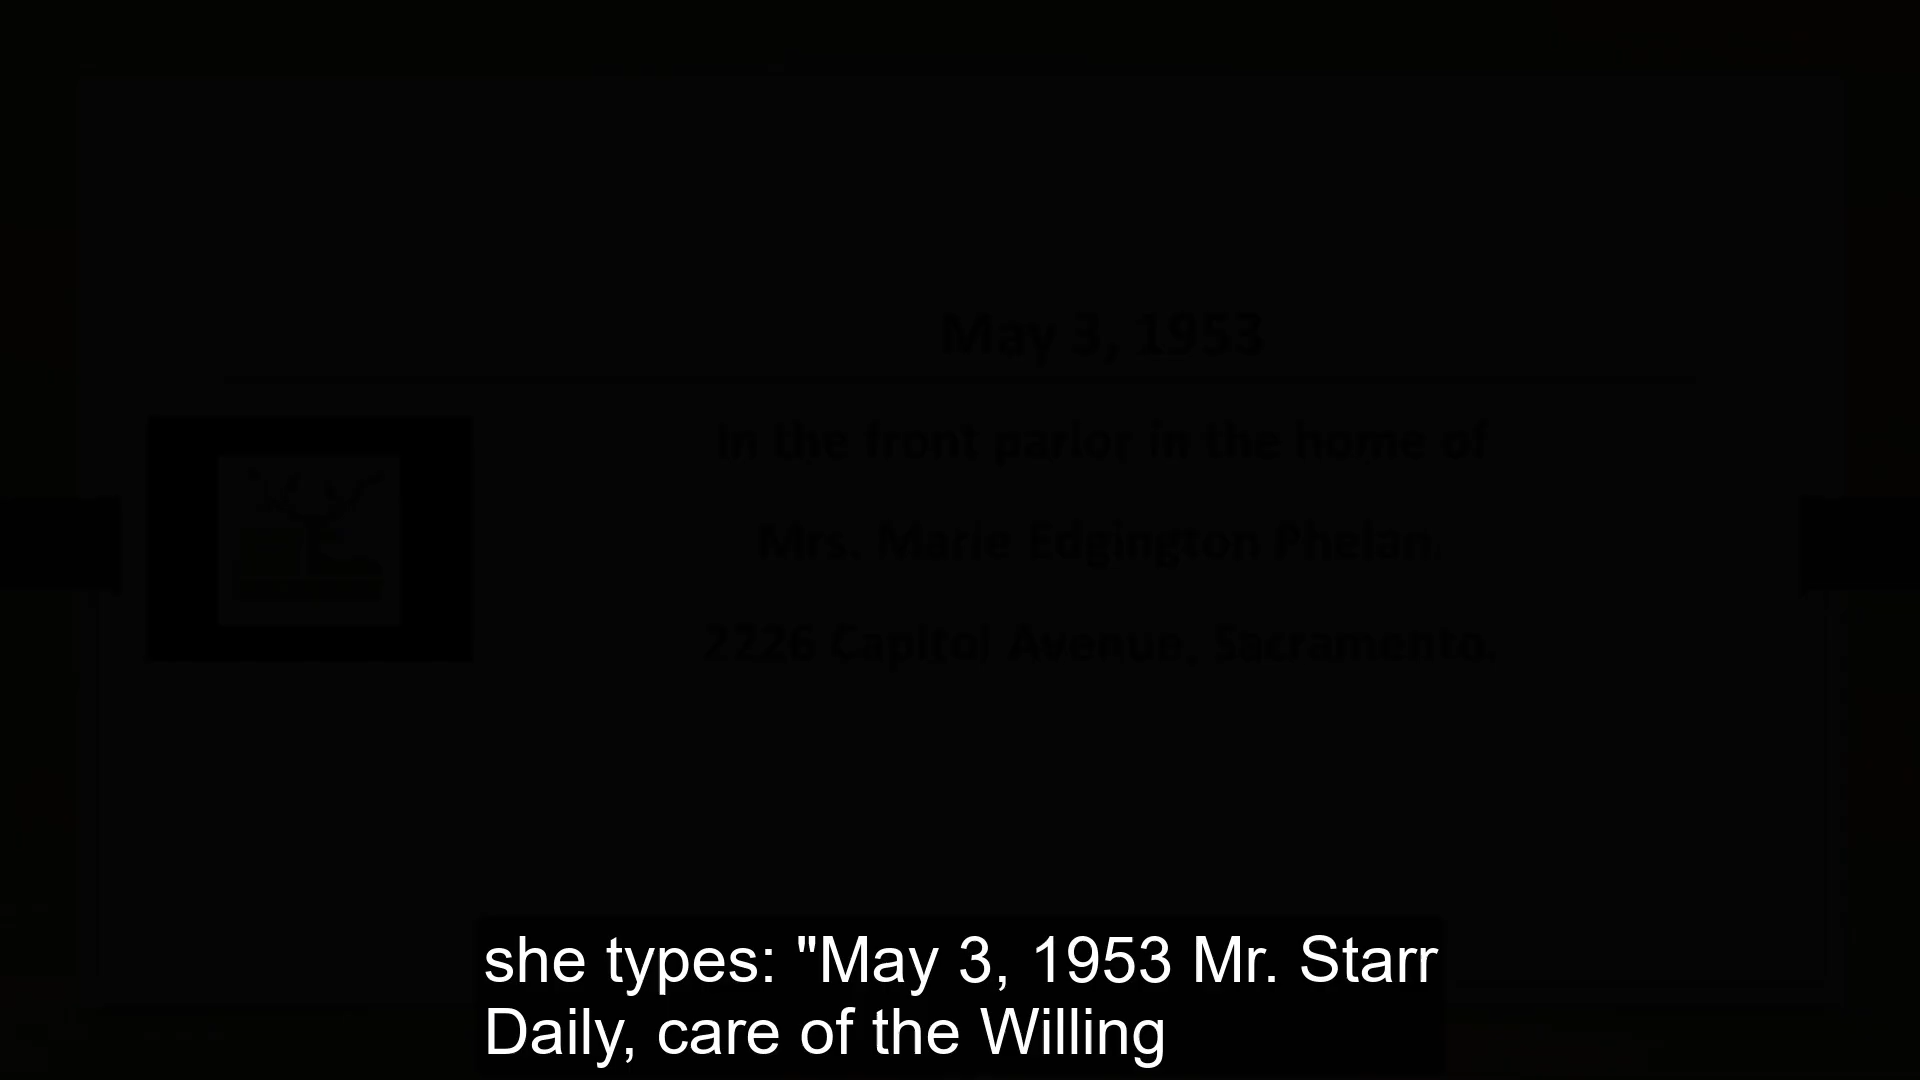 May 3, 1953
in the front parlor in the home of
Mrs. Marie Edgington Phelan,
2226 Capitol Avenue, Sacramento.
she types: "May 3, 1953 Mr. Starr
Daily, care of the Willing